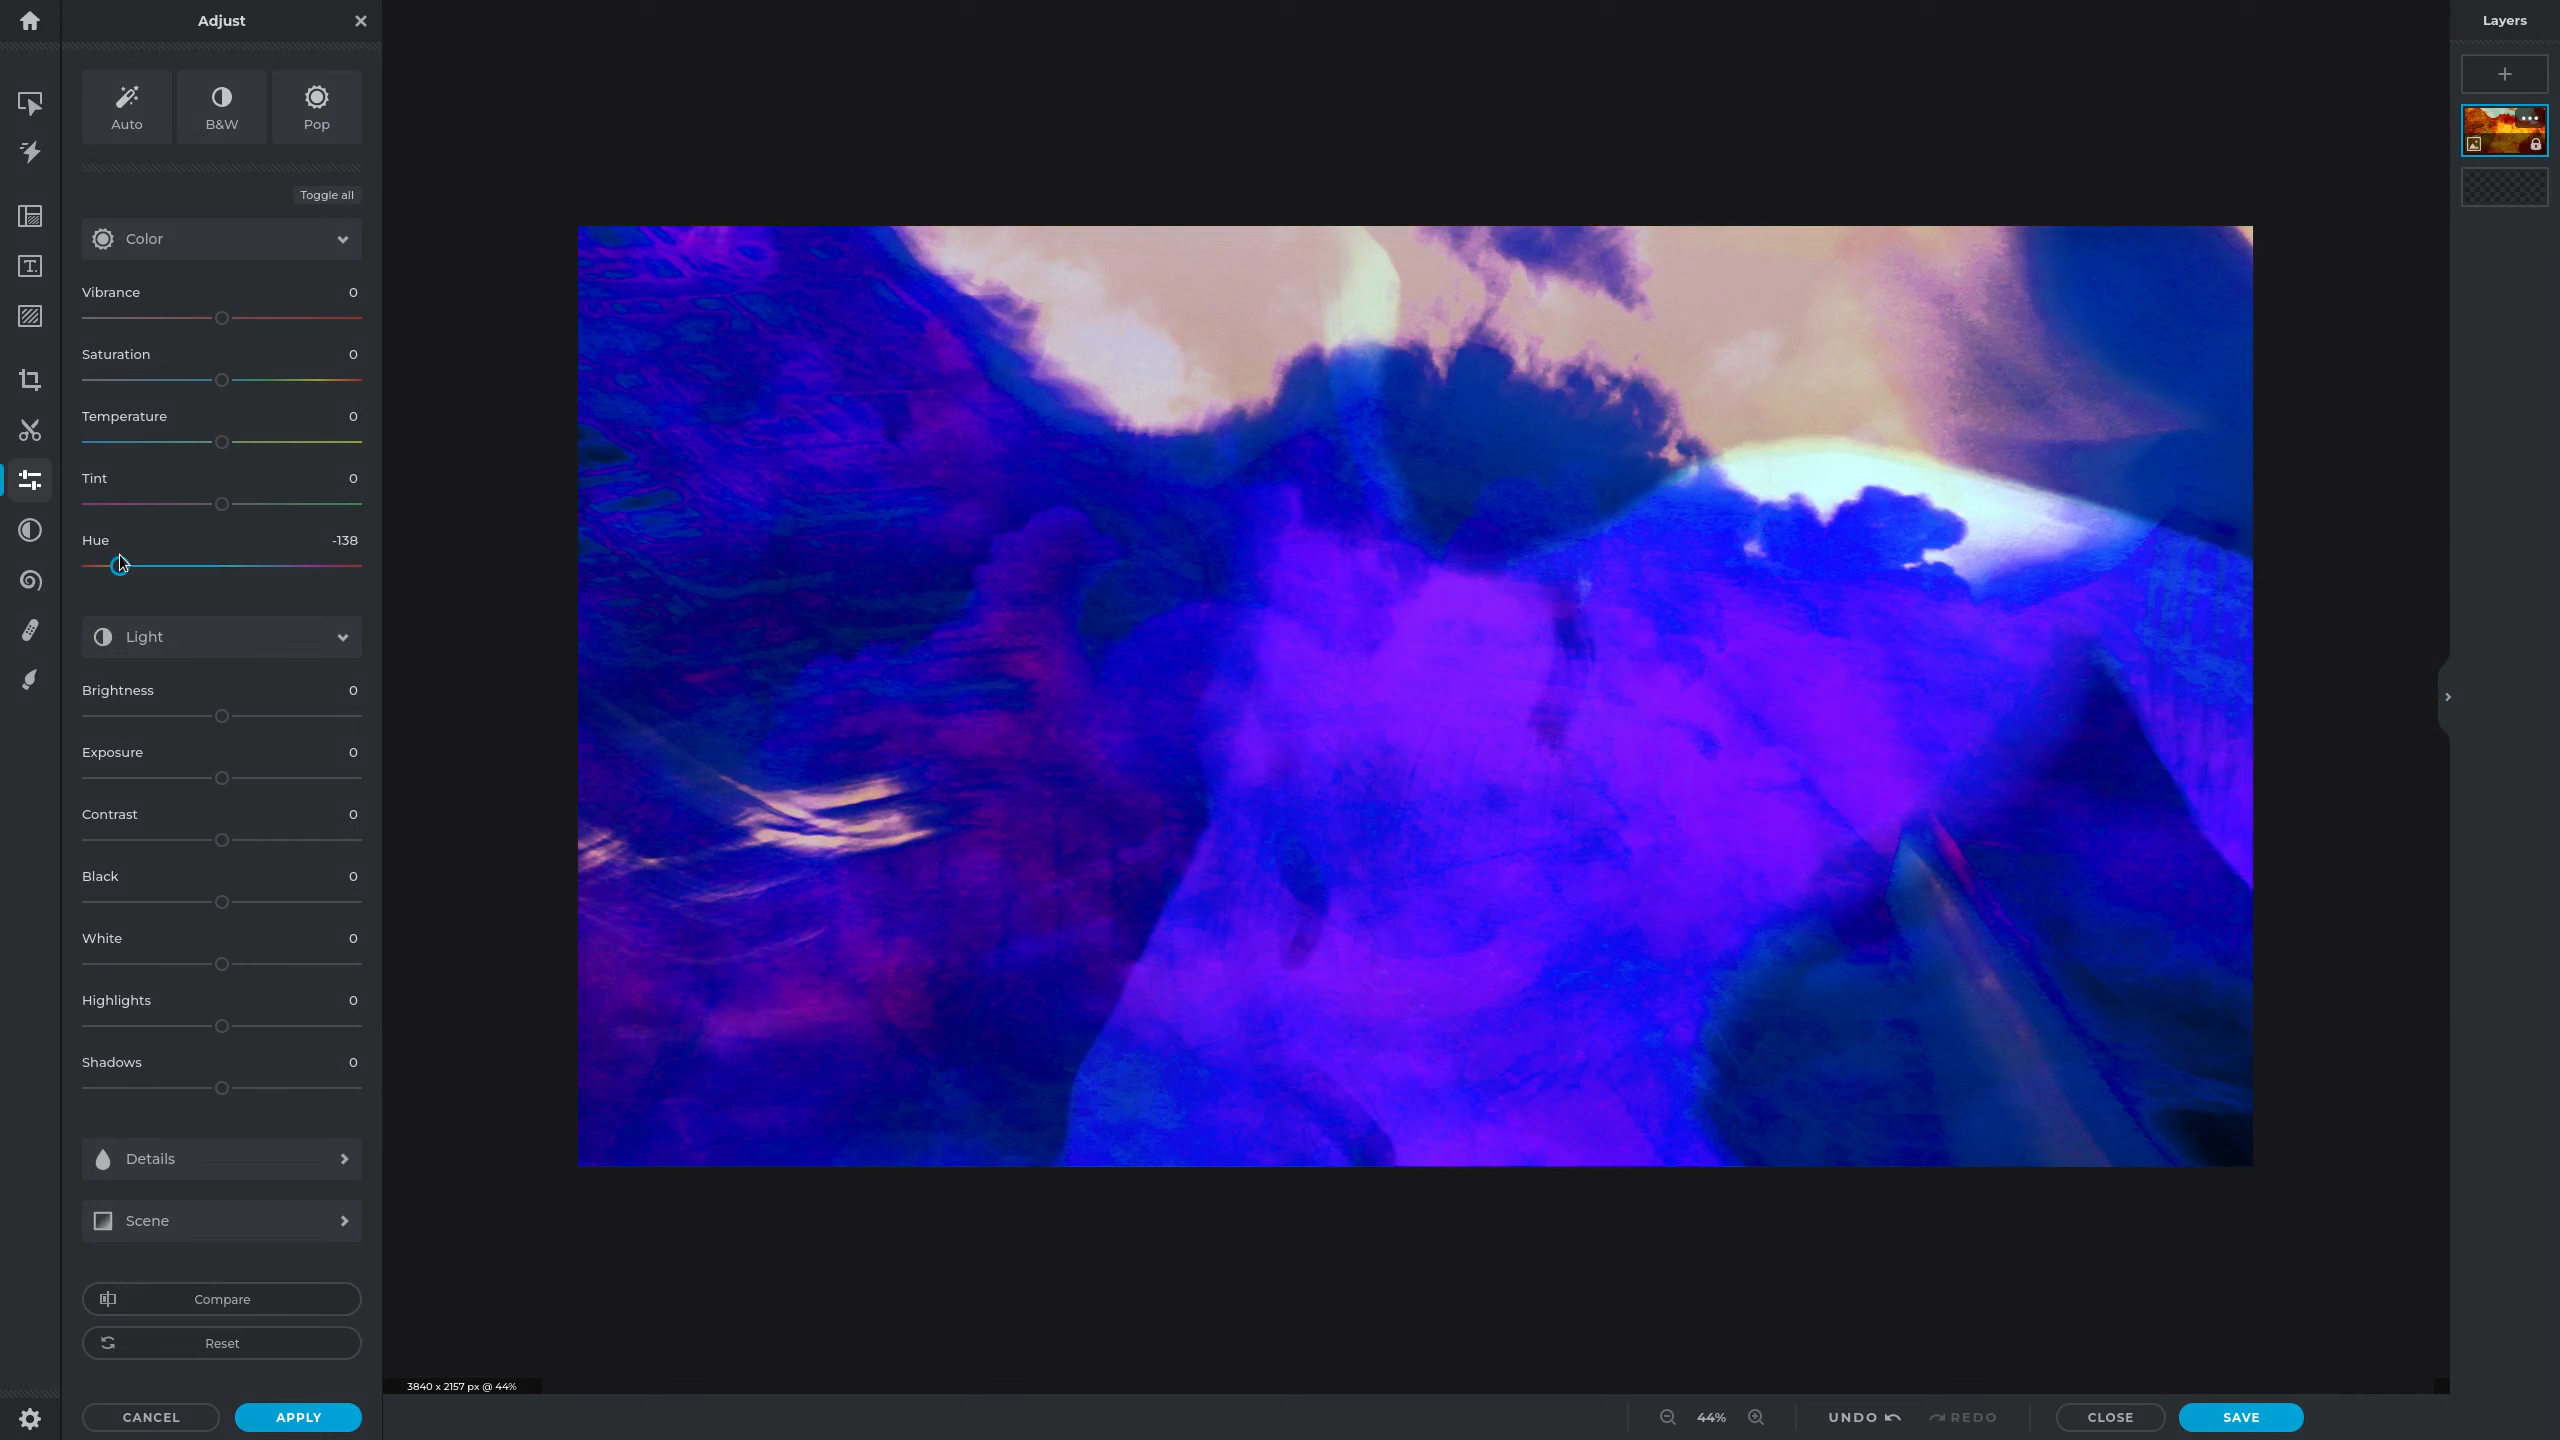 Adjust
Layers
Auto
B&W
Pop
Toggle all
Color
Vibrance 0
Saturation 0
Temperature 0
Tint 0
Hue -138
Light
Brightness 0
Exposure 0
Contrast 0
Black 0
White 0
Highlights 0
Shadows 0
Details
Scene
Compare
Reset
3840 x 2157 px @ 44%
CANCEL
APPLY
44%
UNDO
REDO
CLOSE
SAVE